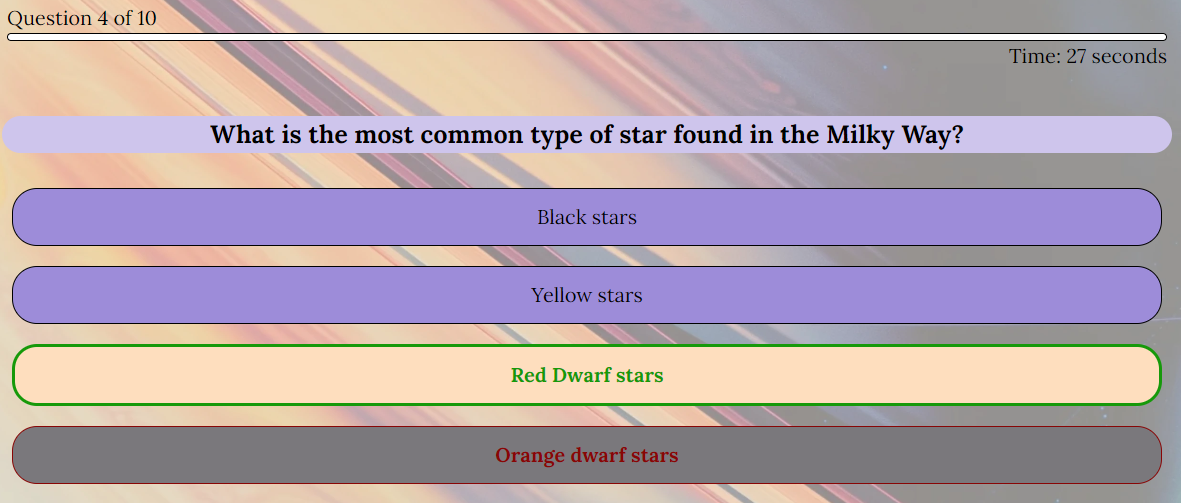 Question 4 of 10
Time: 27 seconds
What is the most common type of star found in the Milky Way?
Black stars
Yellow stars
Red Dwarf stars
Orange dwarf stars